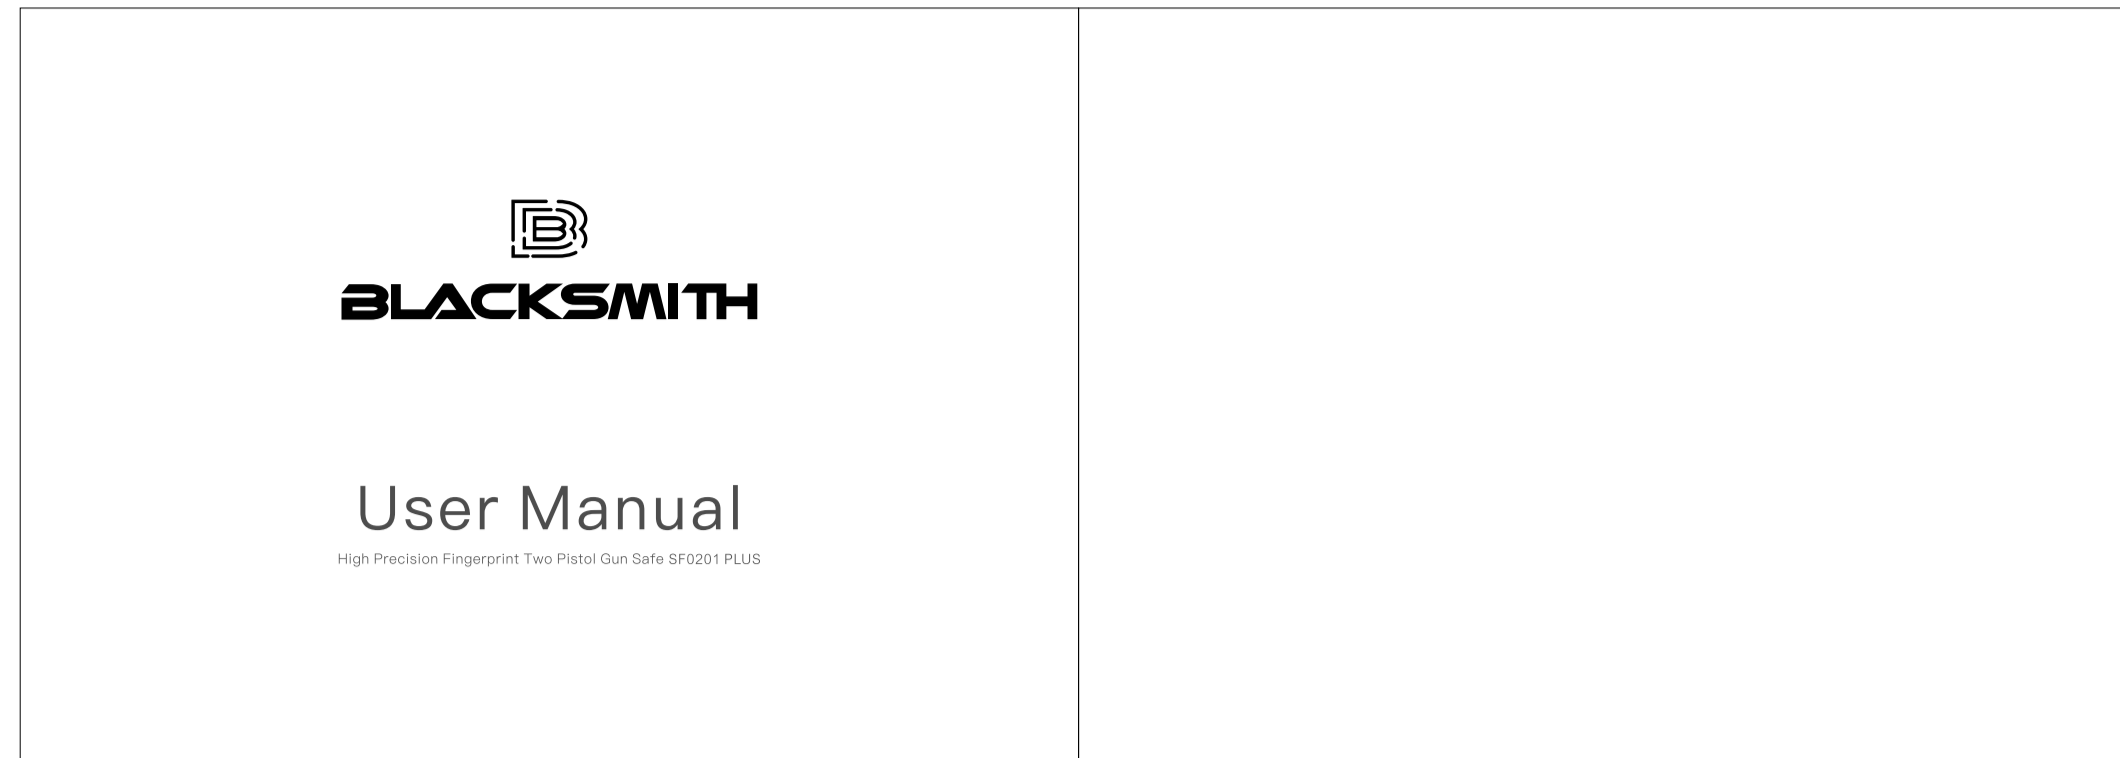 BLACKSMITH
User Manual
High Precision Fingerprint Two Pistol Gun Safe SF0201 PLUS